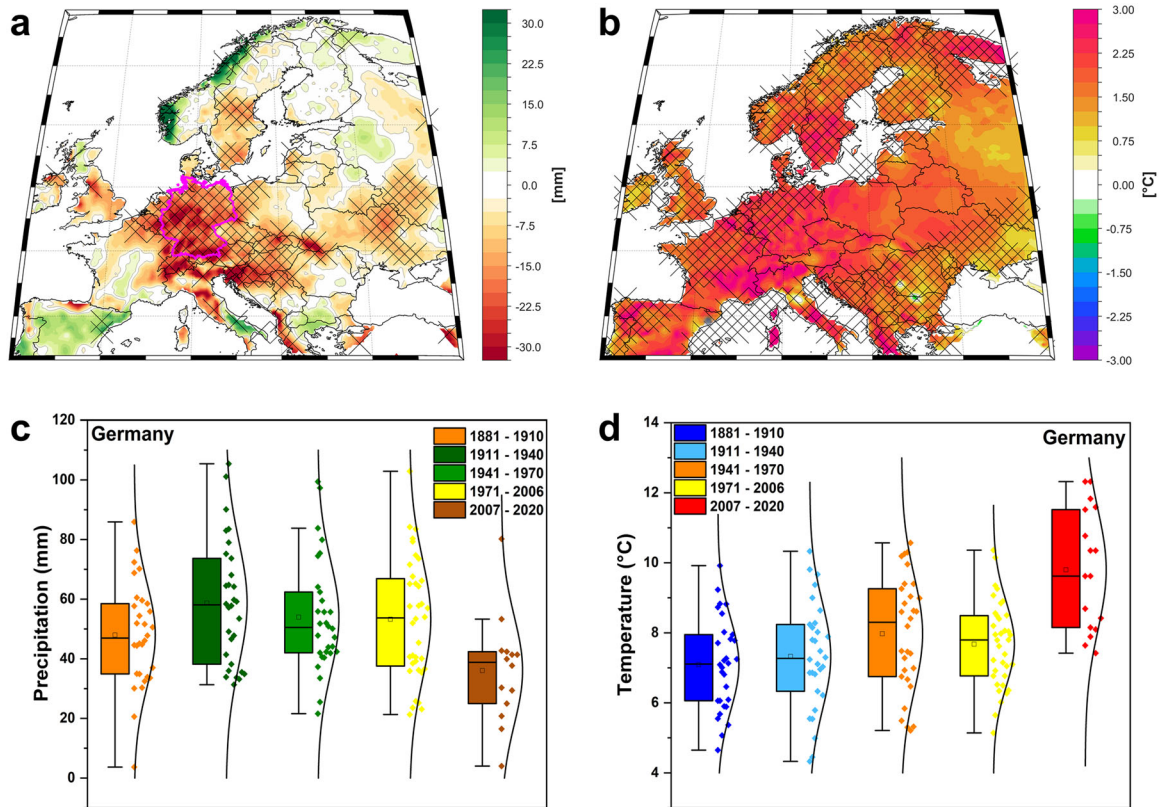 a
30.0
22.5
15.0
7.5
0.0
-7.5
-15.0
-22.5
-30.0
[mm]
b
3.00
2.25
1.50
0.75
0.00
-0.75
-1.50
-2.25
-3.00
[°C]
c
Precipitation (mm)
120
100
80
60
40
20
0
Germany
1881 - 1910
1911 - 1940
1941 - 1970
1971 - 2006
2007 - 2020
d
Temperature (°C)
14
12
10
8
6
4
1881 - 1910
1911 - 1940
1941 - 1970
1971 - 2006
2007 - 2020
Germany